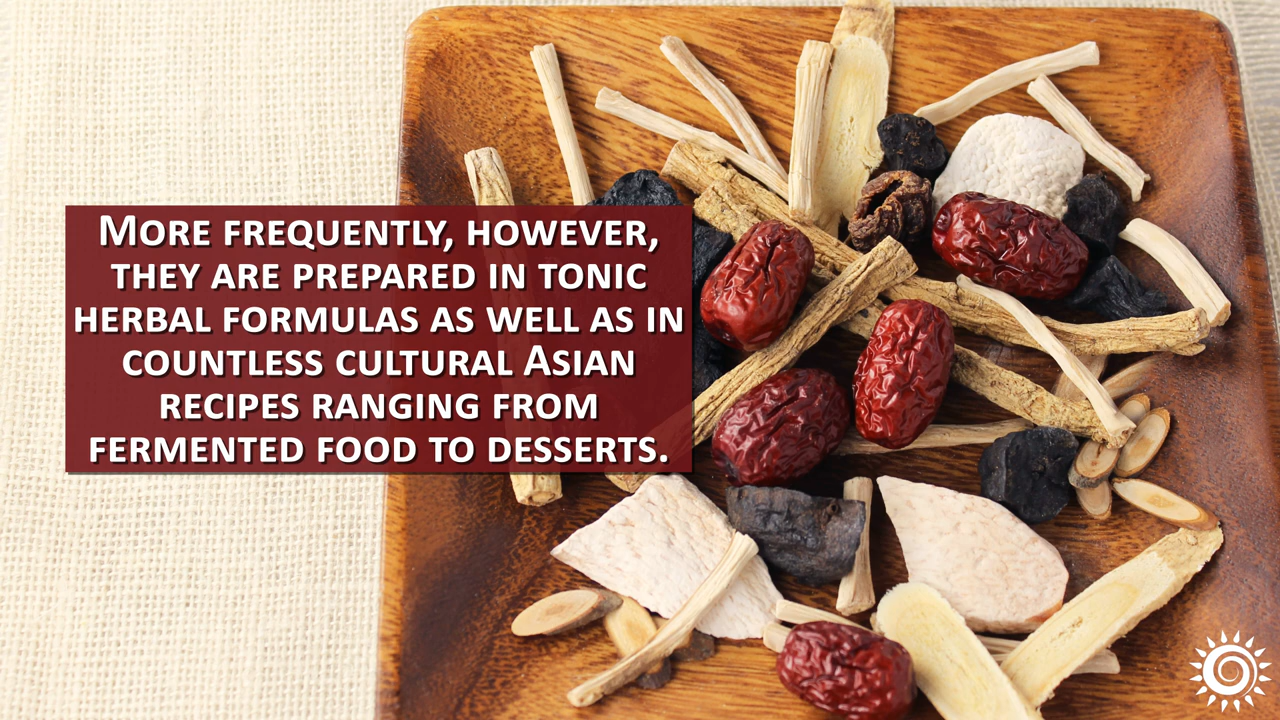 More frequently, however,
they are prepared in tonic
herbal formulas as well as in
countless cultural Asian
recipes ranging from
fermented food to desserts.